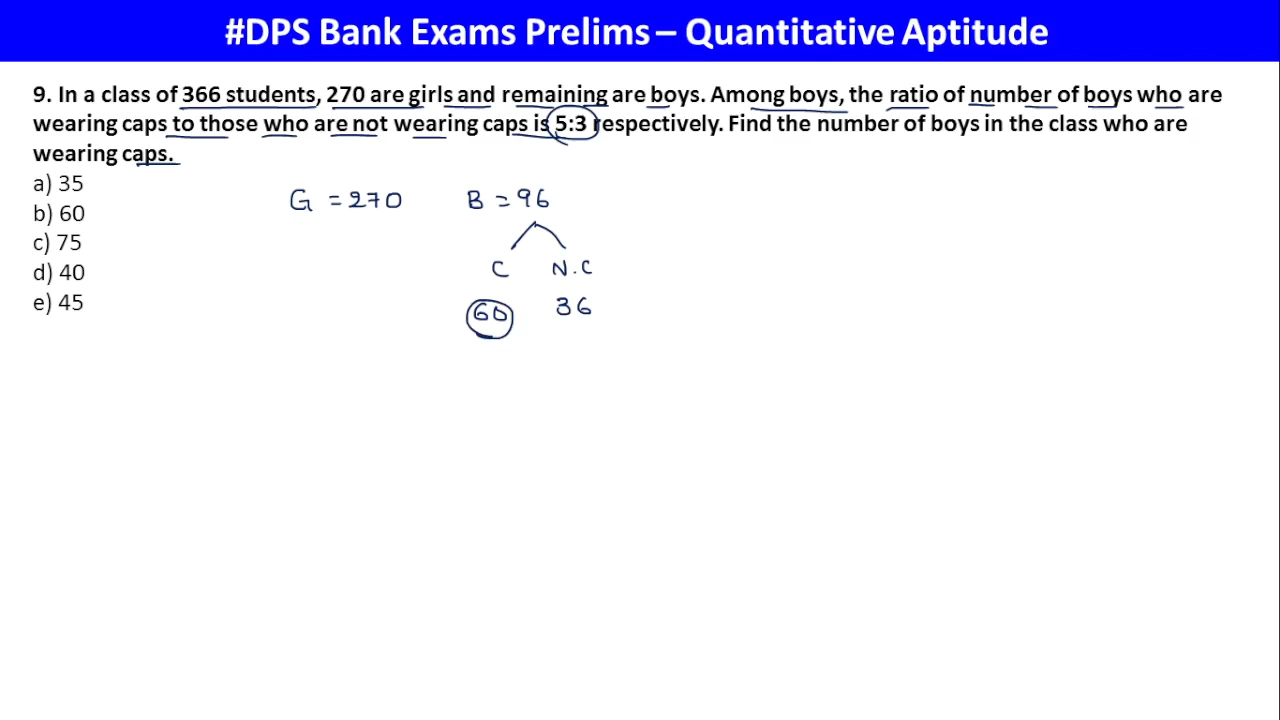 #DPS Bank Exams Prelims – Quantitative Aptitude
9. In a class of 366 students, 270 are girls and remaining are boys. Among boys, the ratio of number of boys who are
wearing caps to those who are not wearing caps is 5:3 respectively. Find the number of boys in the class who are
wearing caps.
a) 35
b) 60
c) 75
d) 40
e) 45
G = 270 B = 96
C N.C
60 36